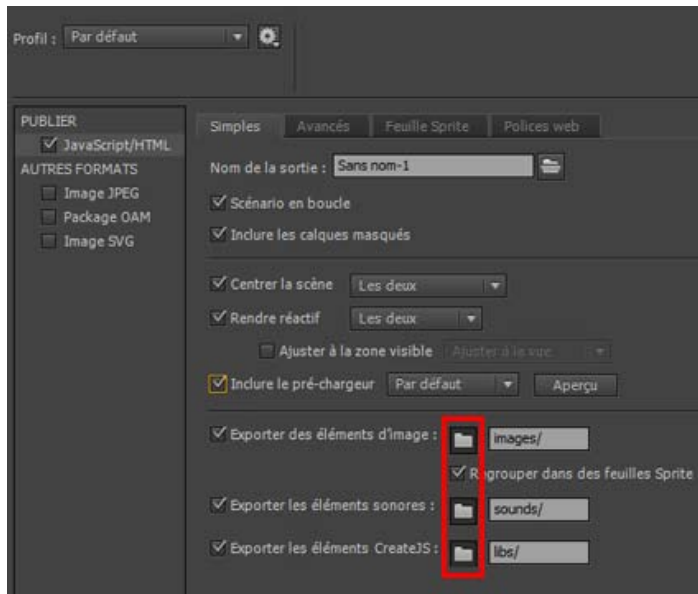 Profil : Par défaut
PUBLIER
JavaScript/HTML
AUTRES FORMATS
Image JPEG
Package OAM
Image SVG
Simples Avancés Feuille Sprite Polices web
Nom de la sortie : Sans nom-1
Scénario en boucle
Inclure les calques masqués
Centrer la scène Les deux
Rendre réactif Les deux
Ajuster à la zone visible Ajuster à la vue
Inclure le pré-chargeur Par défaut Aperçu
Exporter des éléments d'image : images/
Regrouper dans des feuilles Sprite
Exporter les éléments sonores : sounds/
Exporter les éléments CreateJS : libs/